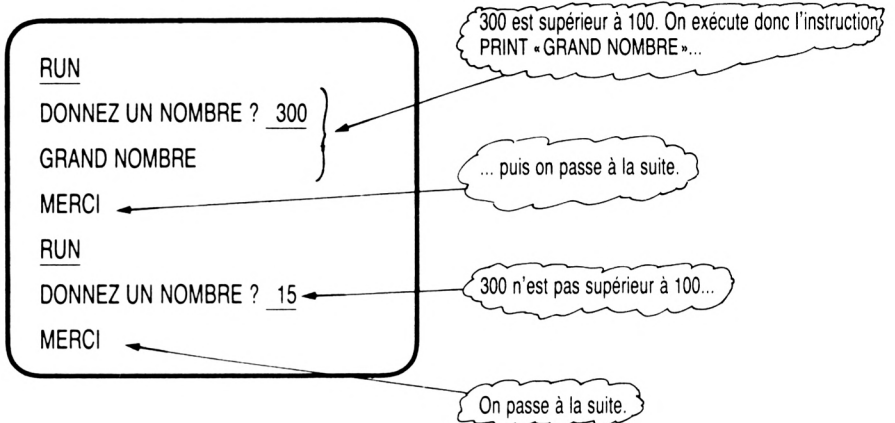 RUN
DONNEZ UN NOMBRE ? 300
GRAND NOMBRE
MERCI
RUN
DONNEZ UN NOMBRE ? 15
MERCI
300 est supérieur à 100. On exécute donc l'instruction
PRINT «GRAND NOMBRE»...
... puis on passe à la suite.
300 n'est pas supérieur à 100...
On passe à la suite.